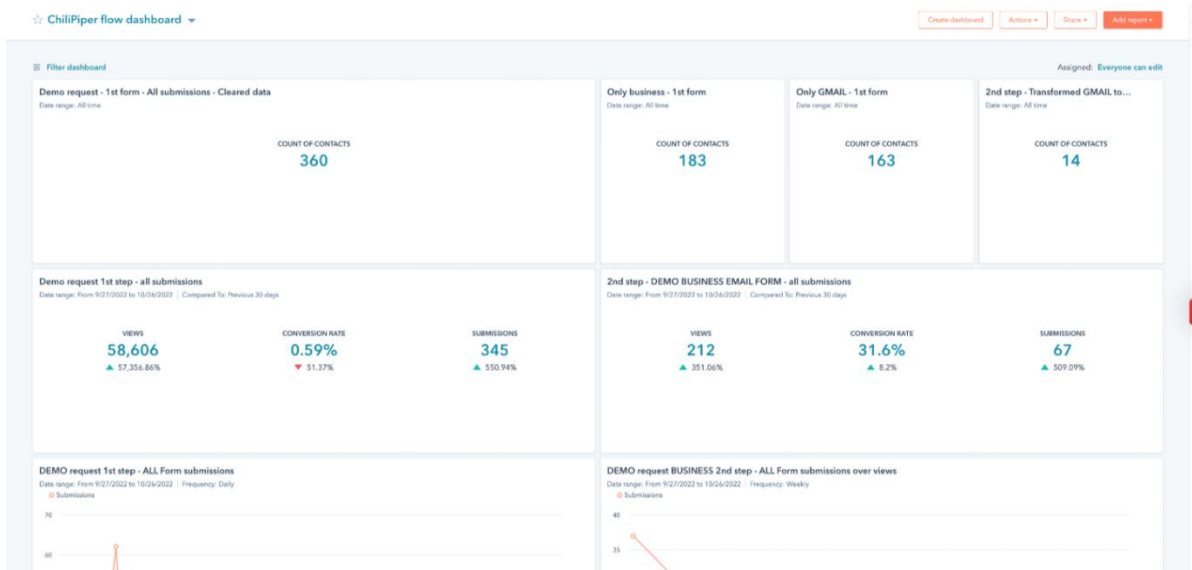 ChiliPiper flow dashboard
Create dashboard
Actions
Share
Add report
Filter dashboard
Assigned: Everyone can edit
Demo request - 1st form - All submissions - Cleared data
Date range: All time
COUNT OF CONTACTS
360
Only business - 1st form
Date range: All time
COUNT OF CONTACTS
183
Only GMAIL - 1st form
Date range: All time
COUNT OF CONTACTS
163
2nd step - Transformed GMAIL to...
Date range: All time
COUNT OF CONTACTS
14
Demo request 1st step - all submissions
Date range: From 9/27/2022 to 10/26/2022 | Compared To: Previous 30 days
VIEWS
58,606
57,356.86%
CONVERSION RATE
0.59%
51.37%
SUBMISSIONS
345
550.94%
2nd step - DEMO BUSINESS EMAIL FORM - all submissions
Date range: From 9/27/2022 to 10/26/2022 | Compared To: Previous 30 days
VIEWS
212
351.06%
CONVERSION RATE
31.6%
8.2%
SUBMISSIONS
67
509.09%
DEMO request 1st step - ALL Form submissions
Date range: From 9/27/2022 to 10/26/2022 | Frequency: Daily
Submissions
70
60
DEMO request BUSINESS 2nd step - ALL Form submissions over views
Date range: From 9/27/2022 to 10/26/2022 | Frequency: Weekly
Submissions
40
35